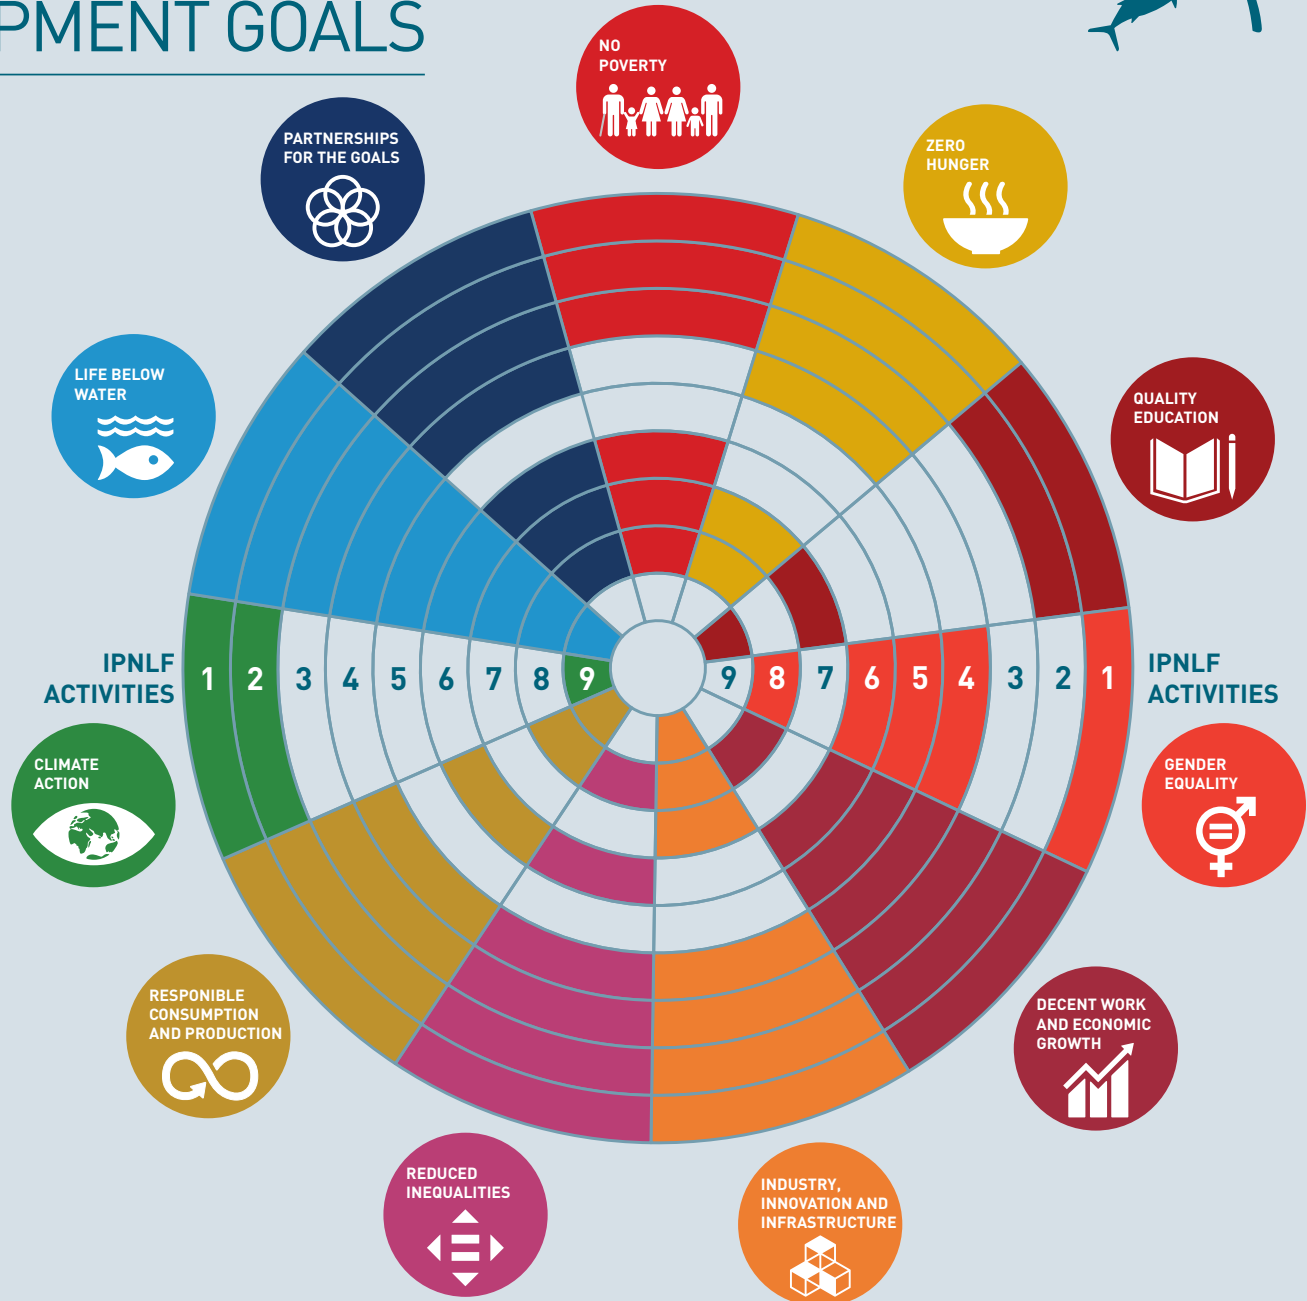 PMENT GOALS
NO
POVERTY
PARTNERSHIPS
FOR THE GOALS
ZERO
HUNGER
LIFE BELOW
WATER
QUALITY
EDUCATION
IPNLF
ACTIVITIES
1 2 3 4 5 6 7 8 9
9 8 7 6 5 4 3 2 1
IPNLF
ACTIVITIES
CLIMATE
ACTION
GENDER
EQUALITY
RESPONIBLE
CONSUMPTION
AND PRODUCTION
DECENT WORK
AND ECONOMIC
GROWTH
REDUCED
INEQUALITIES
INDUSTRY,
INNOVATION AND
INFRASTRUCTURE